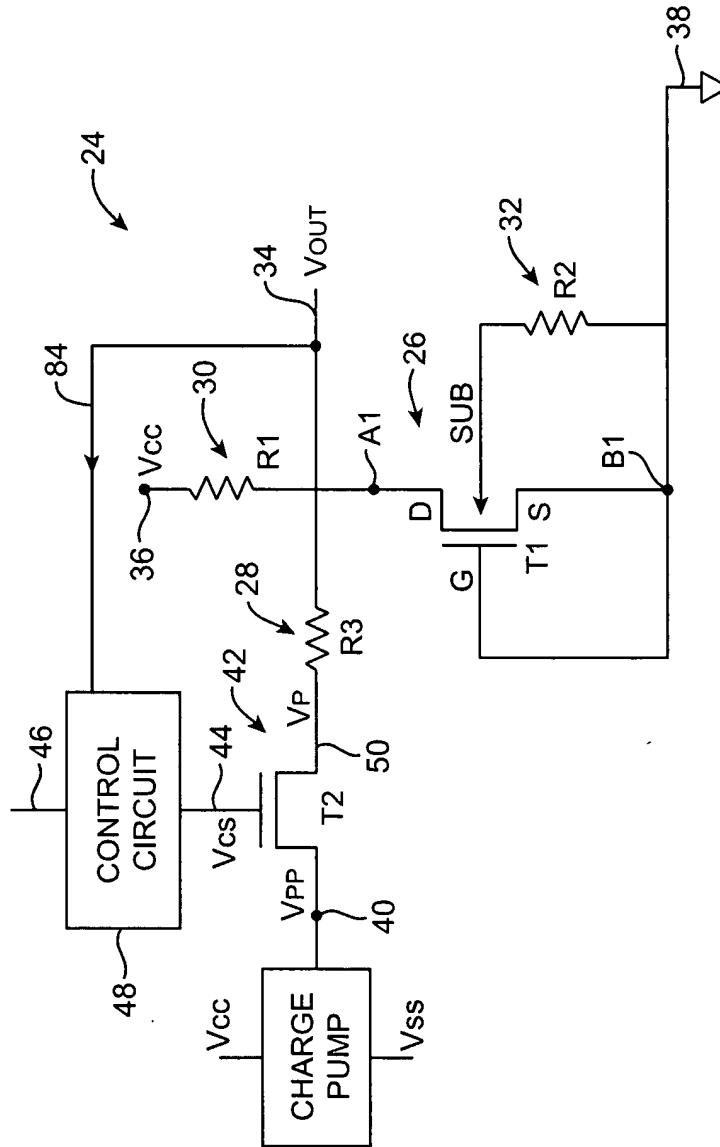 24
84
34
VOUT
VCC
36
30
R1
46
CONTROL
CIRCUIT
48
VCS
44
42
28
VP
R3
50
T2
VPP
40
VCC
CHARGE
PUMP
VSS
A1
26
D
G
S
T1
SUB
32
R2
B1
38